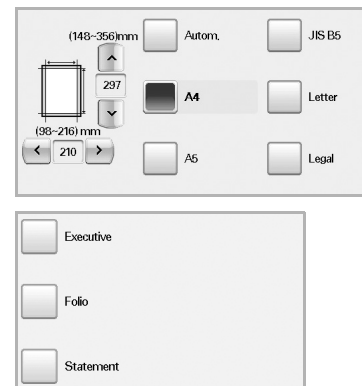 (148~356)mm
Autom.
JIS B5
297
A4
Letter
(98~216) mm
210
A5
Legal
Executive
Folio
Statement